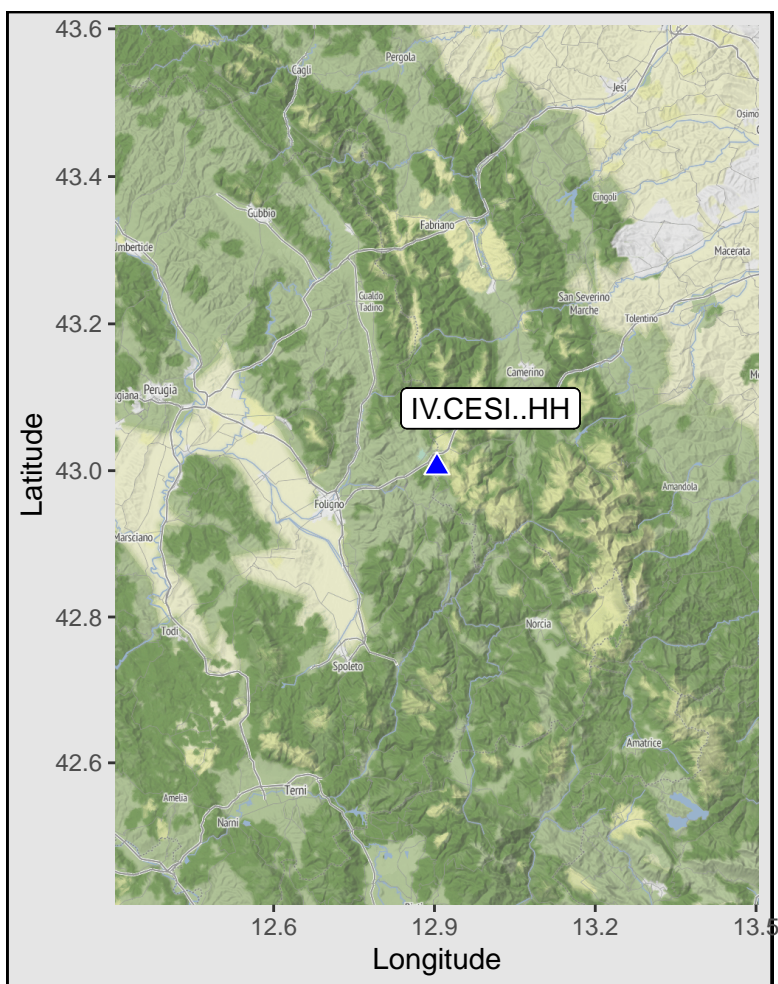 43.6
43.4
43.2
43.0
42.8
42.6
Latitude
Cagli
Pergola
Jesi
Gubbio
Fabriano
Cingoli
Macerata
Gualdo
Tadino
San Severino
Marche
Tolentino
Camerino
Perugia
IV.CESI..HH
Foligno
Amandola
Marsciano
Todi
Norcia
Spoleto
Amatrice
Amelia
Terni
Narni
12.6
12.9
13.2
13.5
Longitude